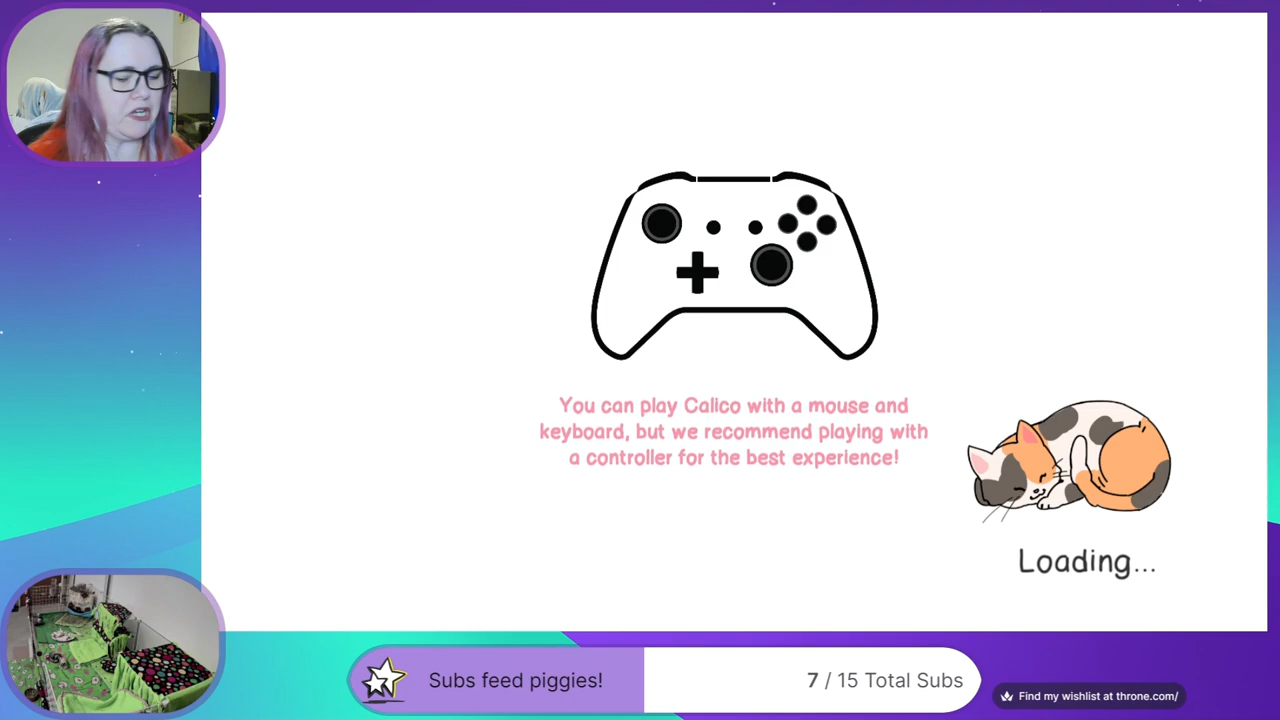 You can play Calico with a mouse and
keyboard, but we recommend playing with
a controller for the best experience!
Loading...
Subs feed piggies!
7 / 15 Total Subs
Find my wishlist at throne.com/